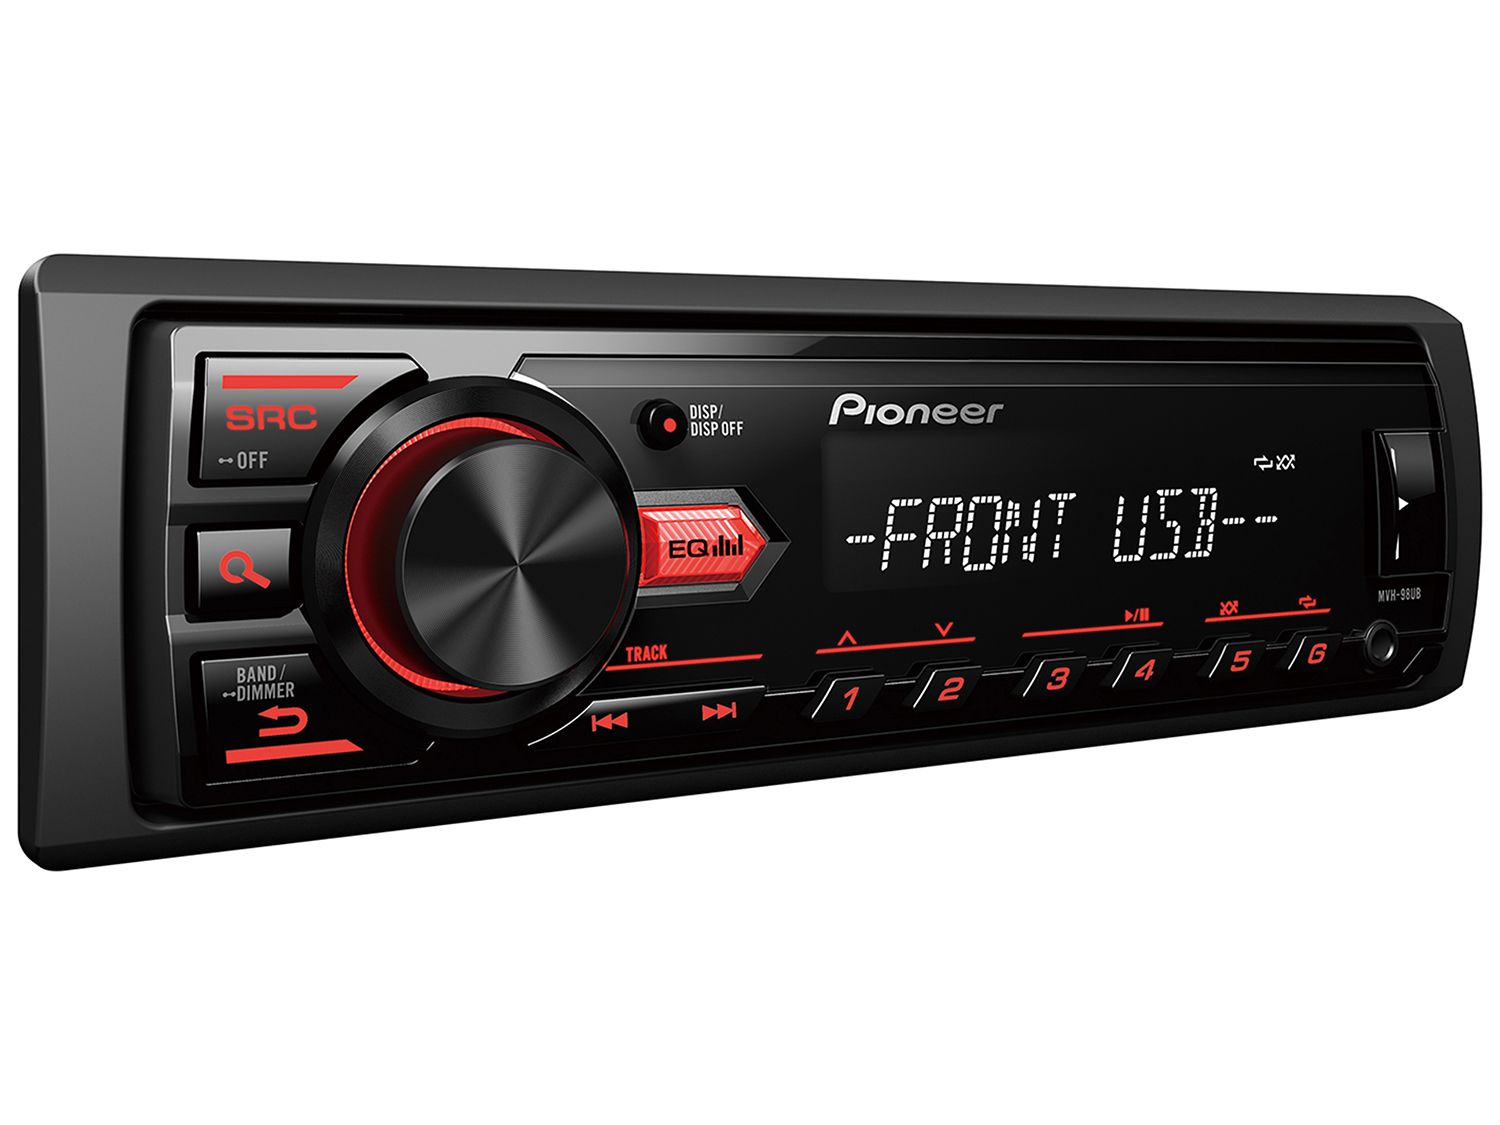 SRC
OFF
BAND/
DIMMER
DISP/
DISP OFF
EQ
TRACK
Pioneer
-FRONT USB--
MVH-98UB
1 2 3 4 5 6